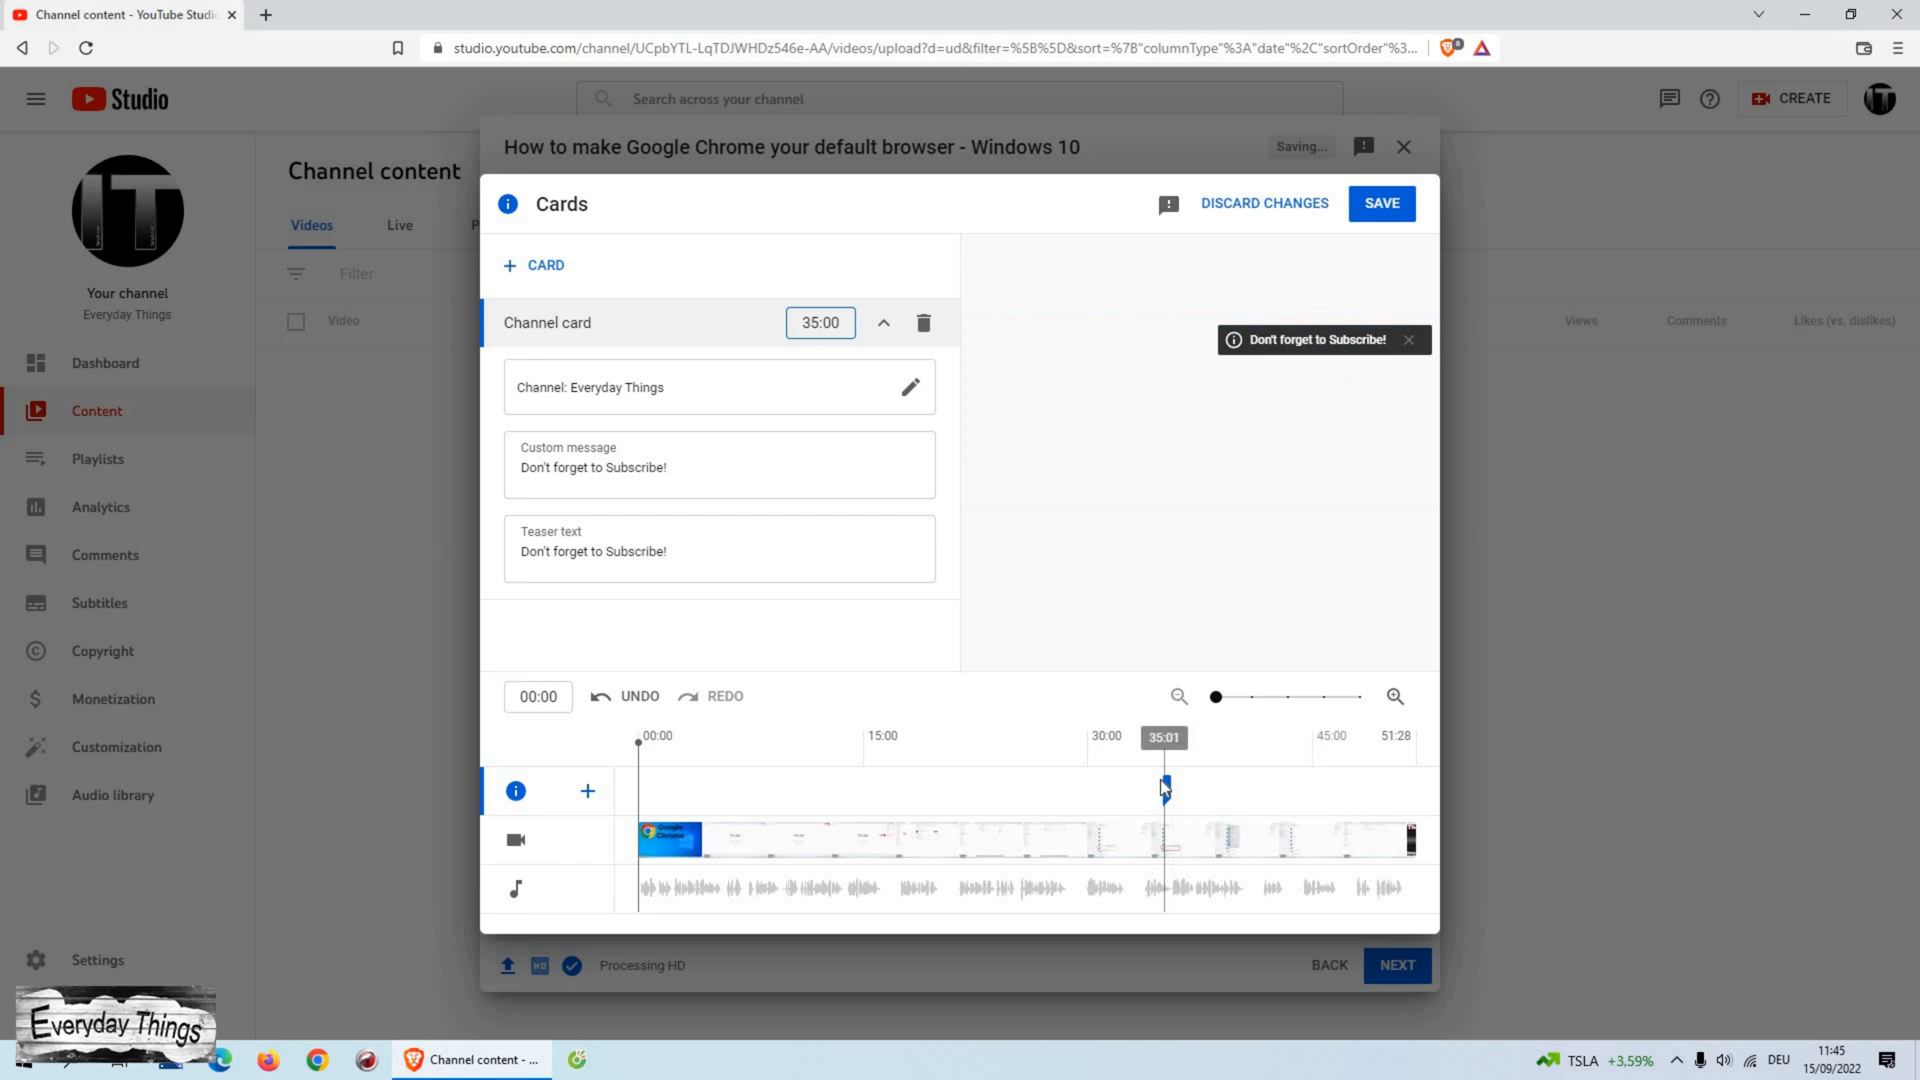 Channel content - YouTube Studio
studio.youtube.com/channel/UCpbYTL-LqTDJWHDz546e-AA/videos/upload?d=ud&filter=%5B%5D&sort=%7B"columnType"%3A"date"%2C"sortOrder"%3...
8
Studio
Search across your channel
CREATE
IT
How to make Google Chrome your default browser - Windows 10
Saving...
Channel content
Cards
DISCARD CHANGES
SAVE
Videos
Live
P
+ CARD
Filter
Your channel
Everyday Things
Video
Channel card
35:00
Views
Comments
Likes (vs. dislikes)
Don't forget to Subscribe!
Dashboard
Channel: Everyday Things
Content
Custom message
Don't forget to Subscribe!
Playlists
Analytics
Teaser text
Don't forget to Subscribe!
Comments
Subtitles
Copyright
Monetization
00:00
UNDO
REDO
Customization
00:00
15:00
30:00
35:01
45:00
51:28
Audio library
Google
Chrome
Settings
HD
Processing HD
BACK
NEXT
Everyday Things
Channel content - ...
TSLA +3,59%
DEU
11:45
15/09/2022